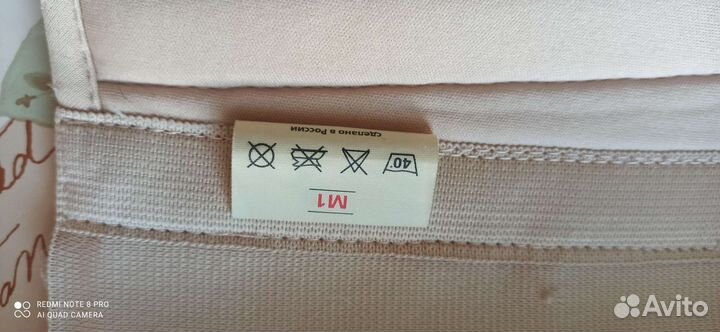 сделано в России
40°
M1
REDMI NOTE 8 PRO
AI QUAD CAMERA
Avito